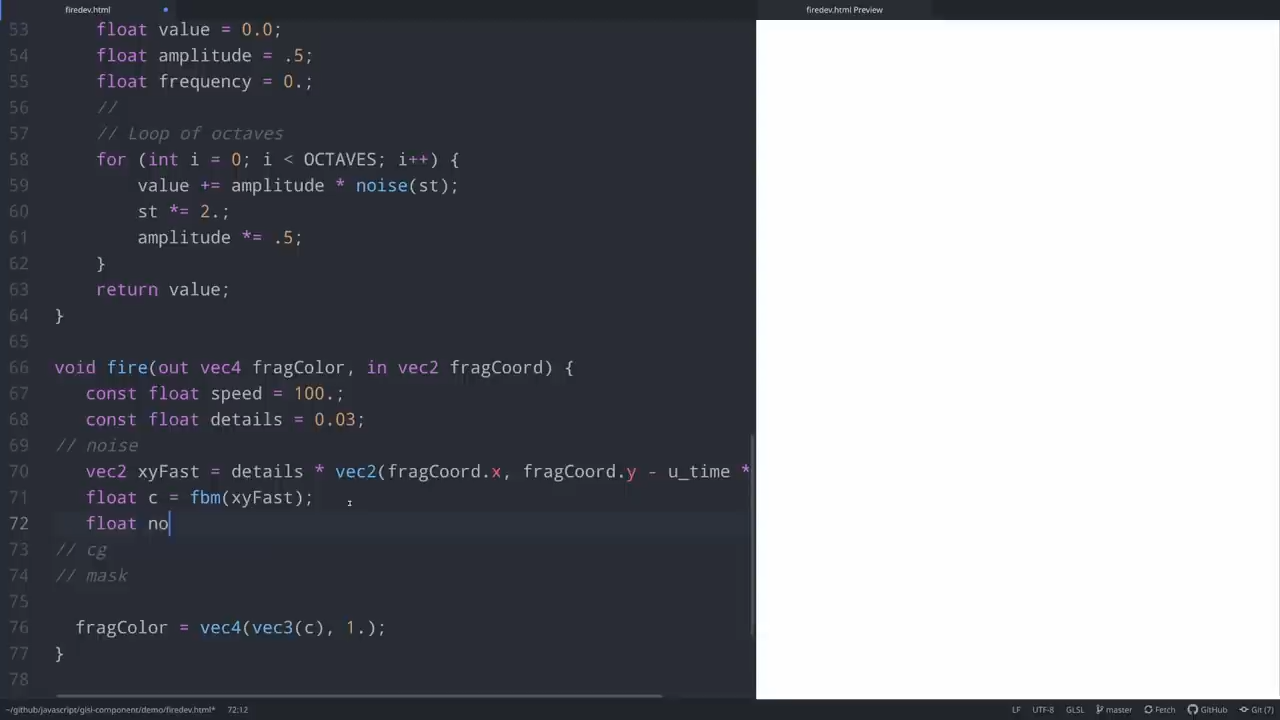 firedev.html
firedev.html Preview
53 float value = 0.0;
54 float amplitude = .5;
55 float frequency = 0.;
56 //
57 // Loop of octaves
58 for (int i = 0; i < OCTAVES; i++) {
59 value += amplitude * noise(st);
60 st *= 2.;
61 amplitude *= .5;
62 }
63 return value;
64 }
65
66 void fire(out vec4 fragColor, in vec2 fragCoord) {
67 const float speed = 100.;
68 const float details = 0.03;
69 // noise
70 vec2 xyFast = details * vec2(fragCoord.x, fragCoord.y - u_time *
71 float c = fbm(xyFast);
72 float no
73 // cg
74 // mask
75
76 fragColor = vec4(vec3(c), 1.);
77 }
78
~/github/javascript/glsl-component/demo/firedev.html* 72:12 LF UTF-8 GLSL master Fetch GitHub Git (7)